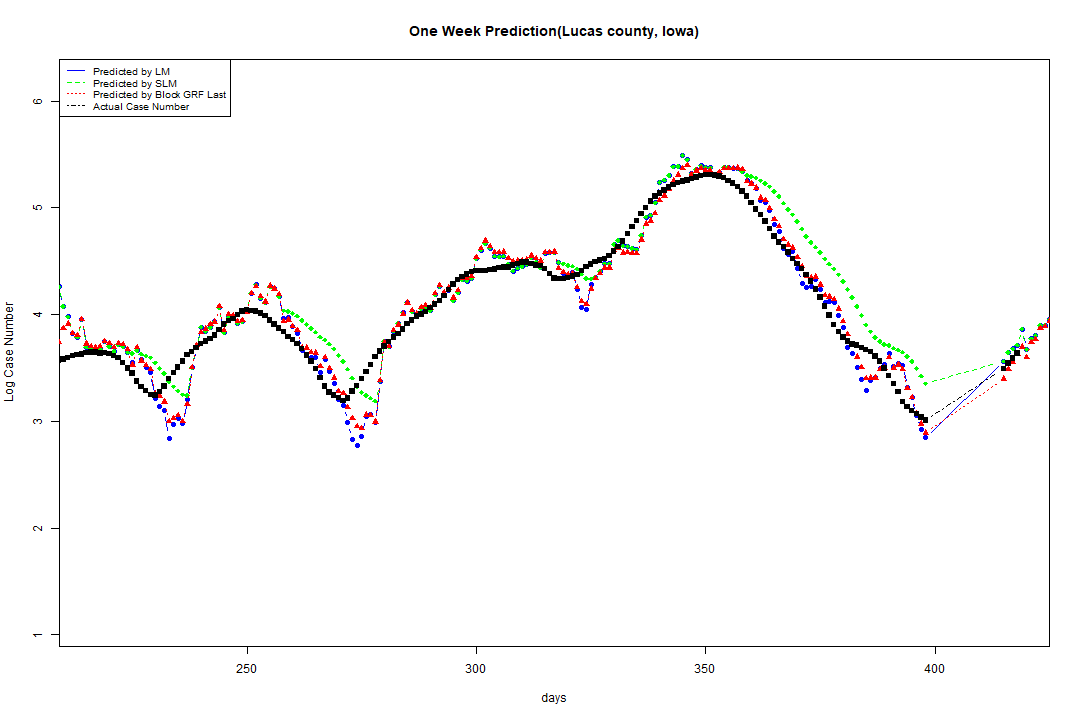 One Week Prediction(Lucas county, Iowa)
Predicted by LM
Predicted by SLM
Predicted by Block GRF Last
Actual Case Number
6
5
4
3
2
1
Log Case Number
250 300 350 400
days